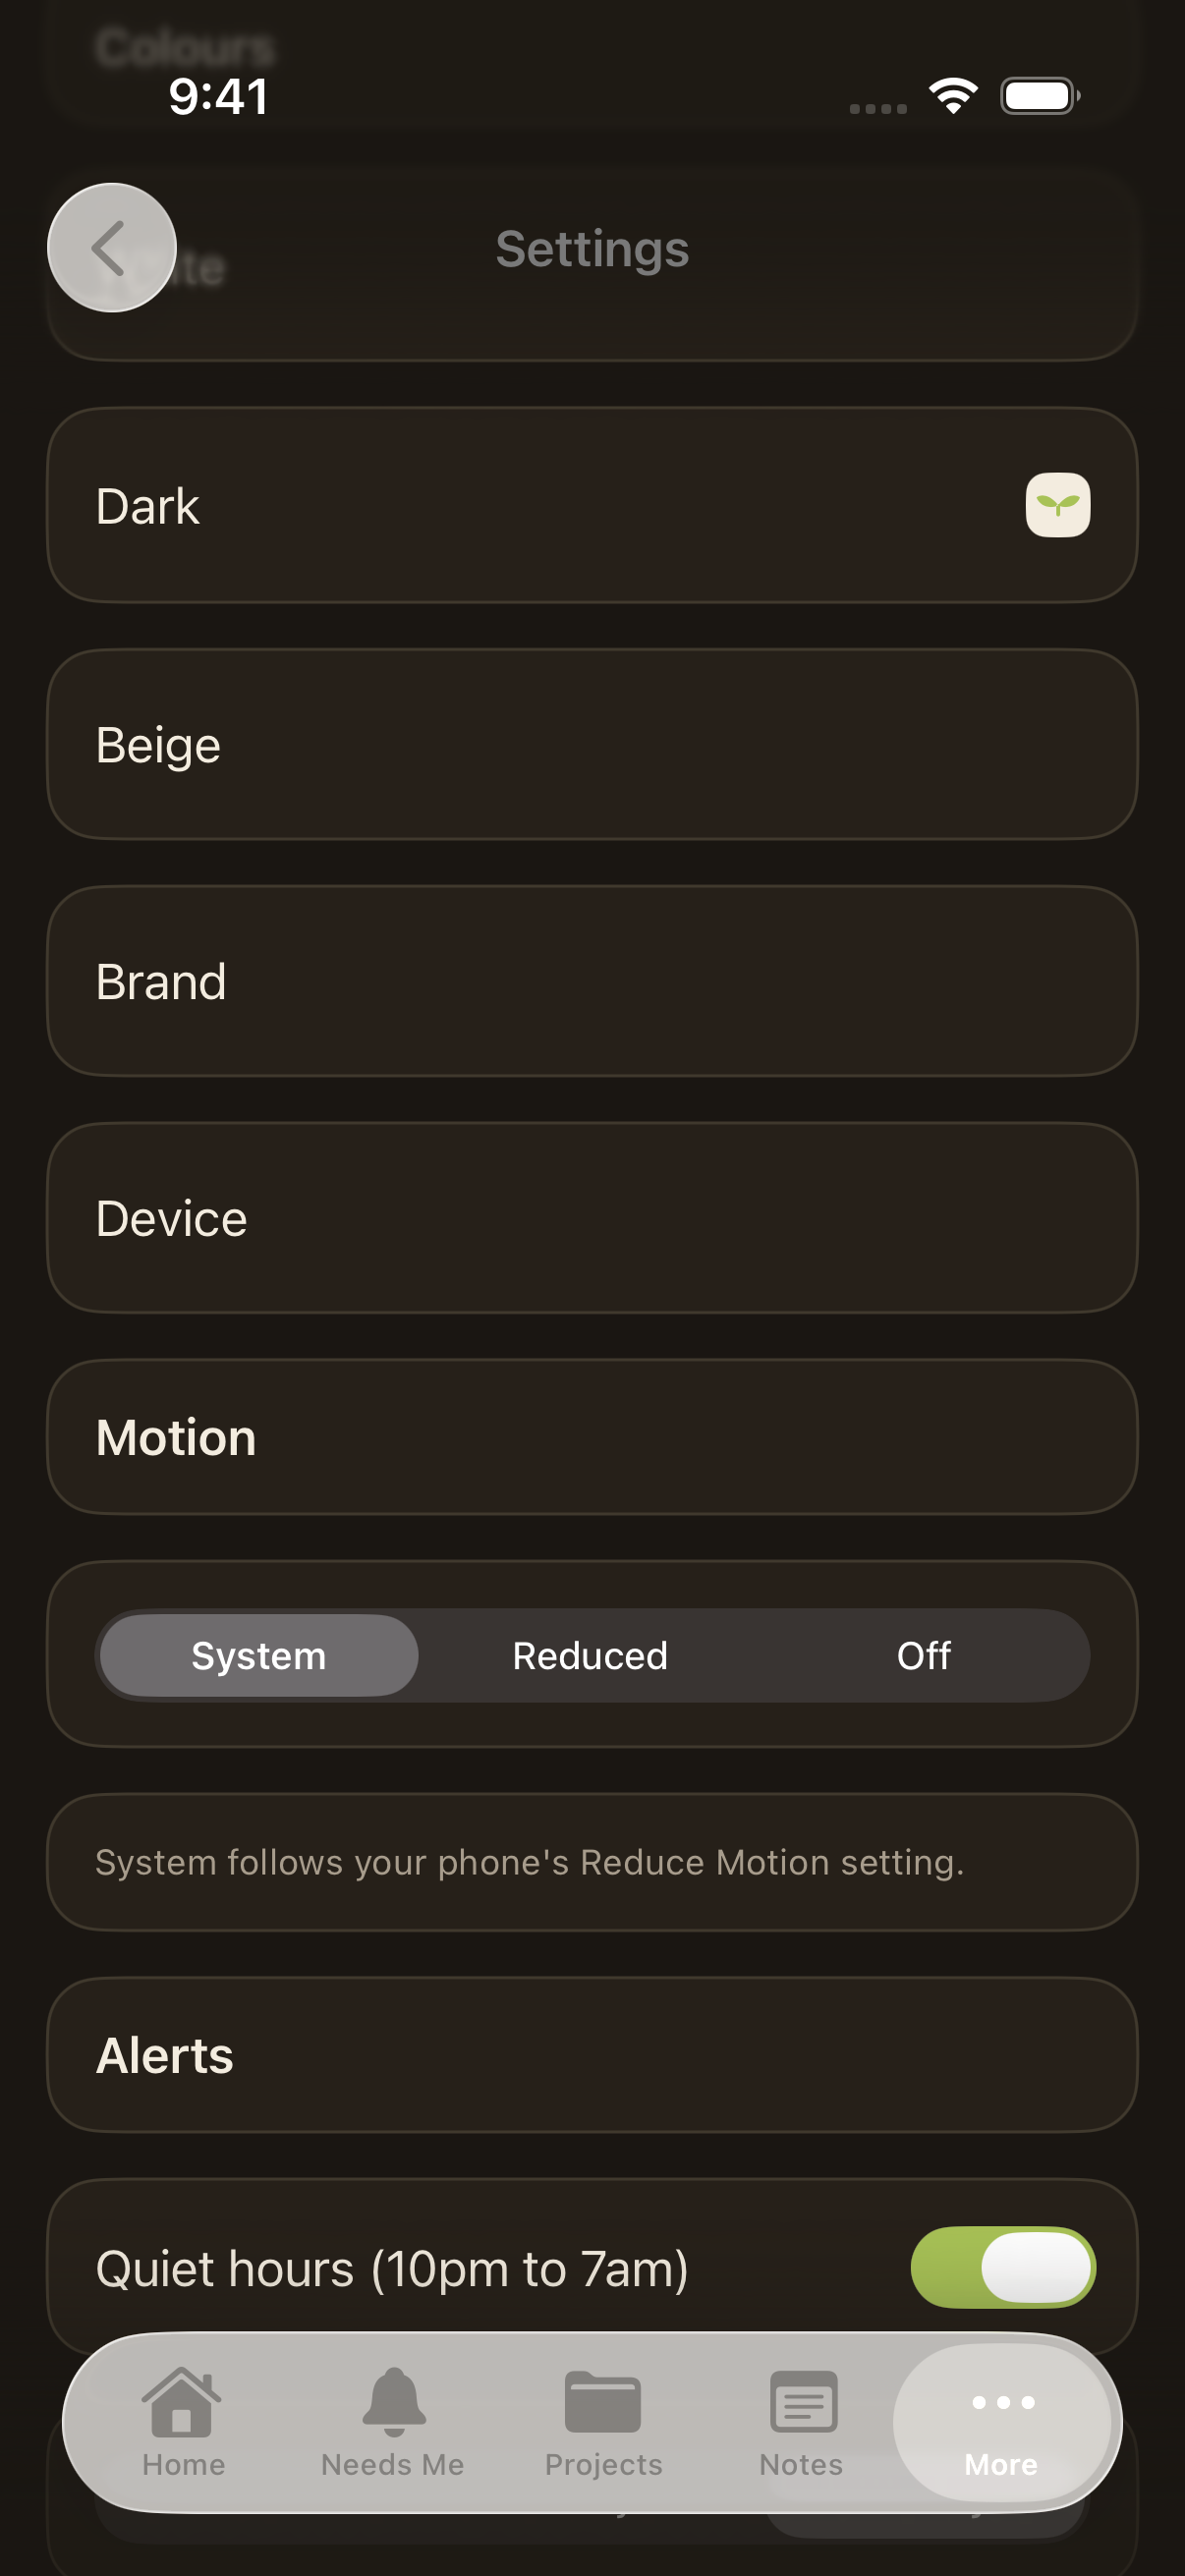 Colours
9:41
Settings
Dark
Beige
Brand
Device
Motion
System Reduced Off
System follows your phone's Reduce Motion setting.
Alerts
Quiet hours (10pm to 7am)
Home Needs Me Projects Notes More